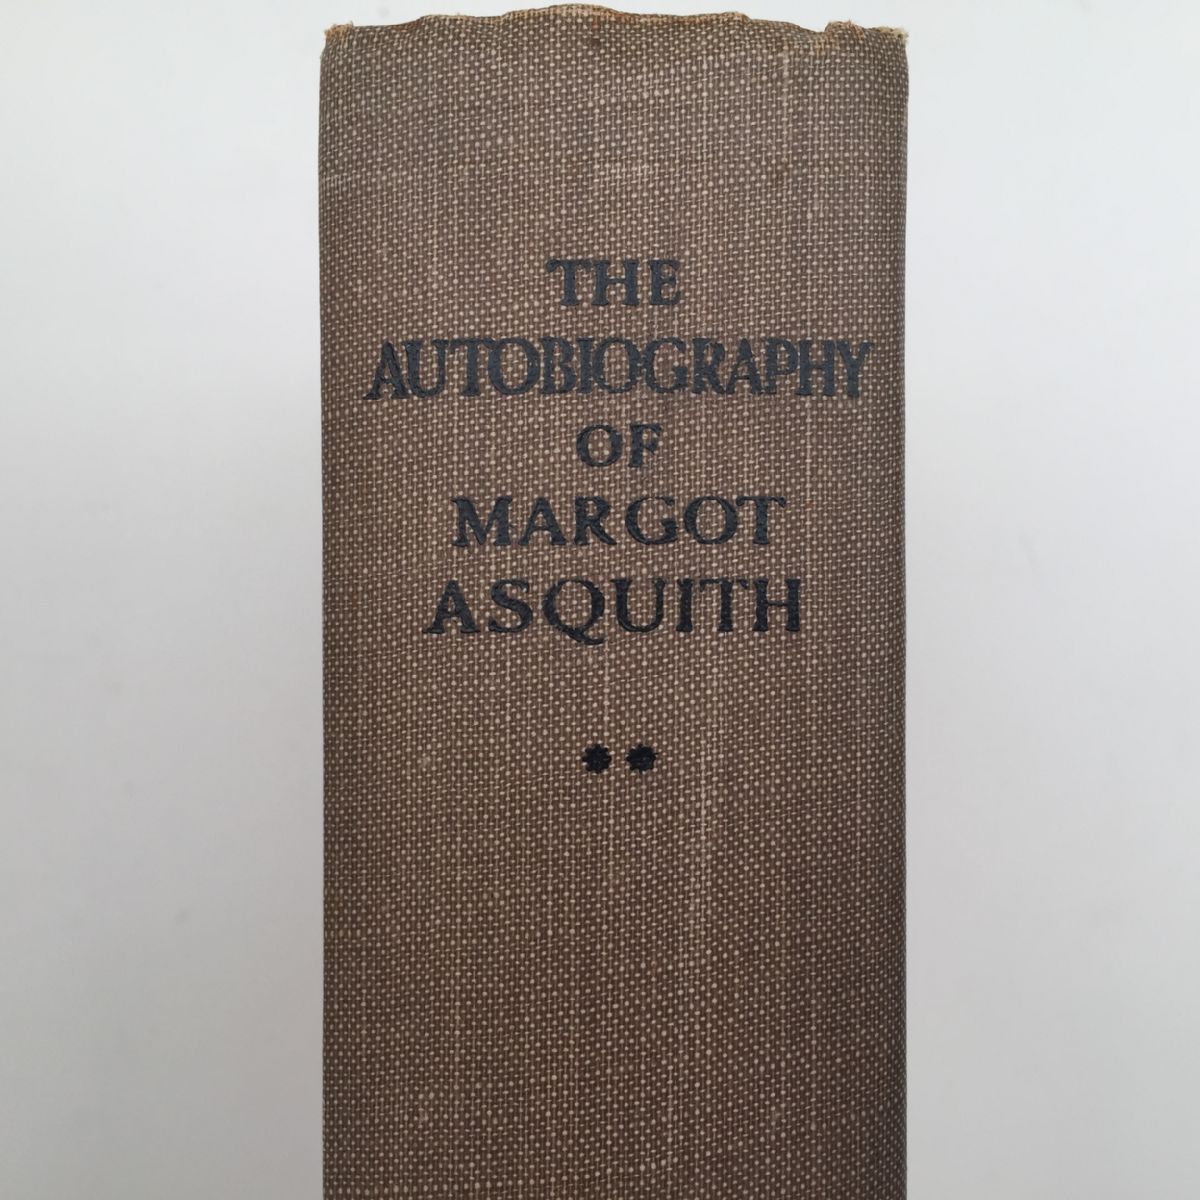 THE
AUTOBIOGRAPHY
OF
MARGOT
ASQUITH
**